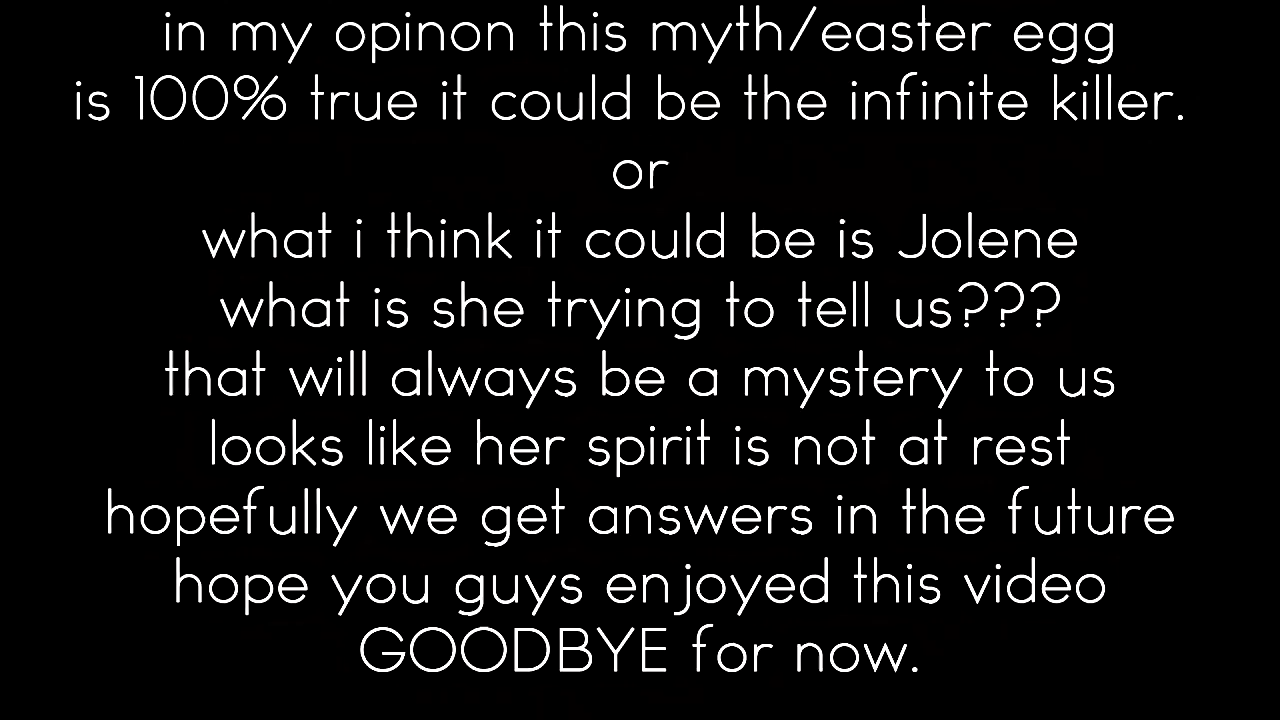 in my opinon this myth/easter egg
is 100% true it could be the infinite killer.
or
what i think it could be is Jolene
what is she trying to tell us???
that will always be a mystery to us
looks like her spirit is not at rest
hopefully we get answers in the future
hope you guys enjoyed this video
GOODBYE for now.